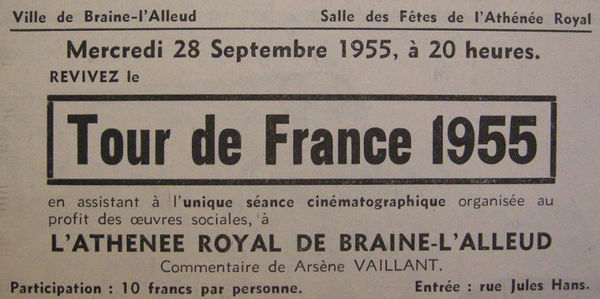 Ville de Braine-l'Alleud Salle des Fêtes de l'Athénée Royal
Mercredi 28 Septembre 1955, à 20 heures.
REVIVEZ le
Tour de France 1955
en assistant à l'unique séance cinématographique organisée au
profit des œuvres sociales, à
L'ATHENEE ROYAL DE BRAINE-L'ALLEUD
Commentaire de Arsène VAILLANT.
Participation : 10 francs par personne. Entrée : rue Jules Hans.